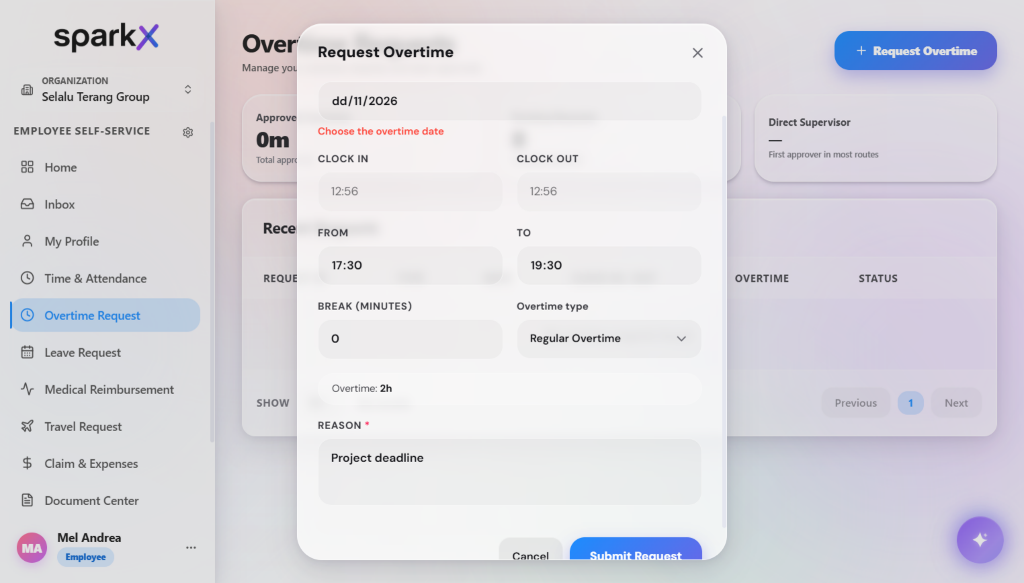 sparkX
ORGANIZATION
Selalu Terang Group
EMPLOYEE SELF-SERVICE
Home
Inbox
My Profile
Time & Attendance
Overtime Request
Leave Request
Medical Reimbursement
Travel Request
Claim & Expenses
Document Center
MA
Mel Andrea
Employee
Manage you
+ Request Overtime
Approve
0m
Total appro
Direct Supervisor
—
First approver in most routes
Rece
REQUE
OVERTIME
STATUS
SHOW
Previous
1
Next
Request Overtime
dd/11/2026
Choose the overtime date
CLOCK IN
CLOCK OUT
12:56
12:56
FROM
TO
17:30
19:30
BREAK (MINUTES)
Overtime type
0
Regular Overtime
Overtime: 2h
REASON *
Project deadline
Cancel
Submit Request